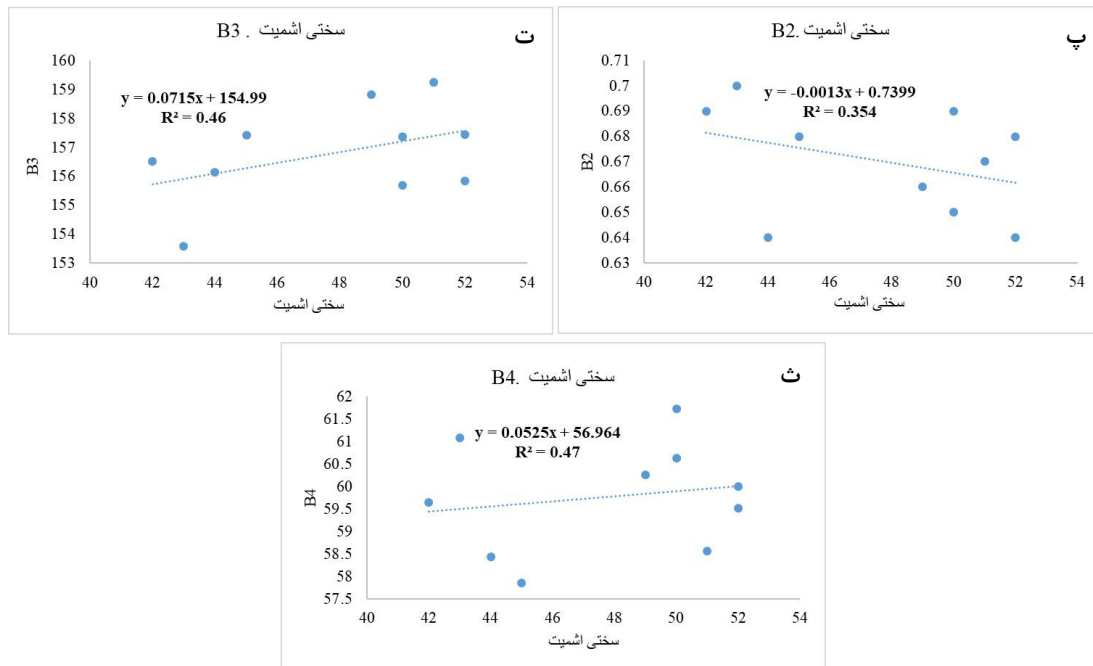 پ
B2. سختی اشمیت
0.71
0.7
0.69
0.68
0.67
0.66
0.65
0.64
0.63
y = -0.0013x + 0.7399
R² = 0.354
B2
40 42 44 46 48 50 52 54
سختی اشمیت
ت
B3 . سختی اشمیت
160
159
158
157
156
155
154
153
y = 0.0715x + 154.99
R² = 0.46
B3
40 42 44 46 48 50 52 54
سختی اشمیت
ث
B4. سختی اشمیت
62
61.5
61
60.5
60
59.5
59
58.5
58
57.5
y = 0.0525x + 56.964
R² = 0.47
B4
40 42 44 46 48 50 52 54
سختی اشمیت